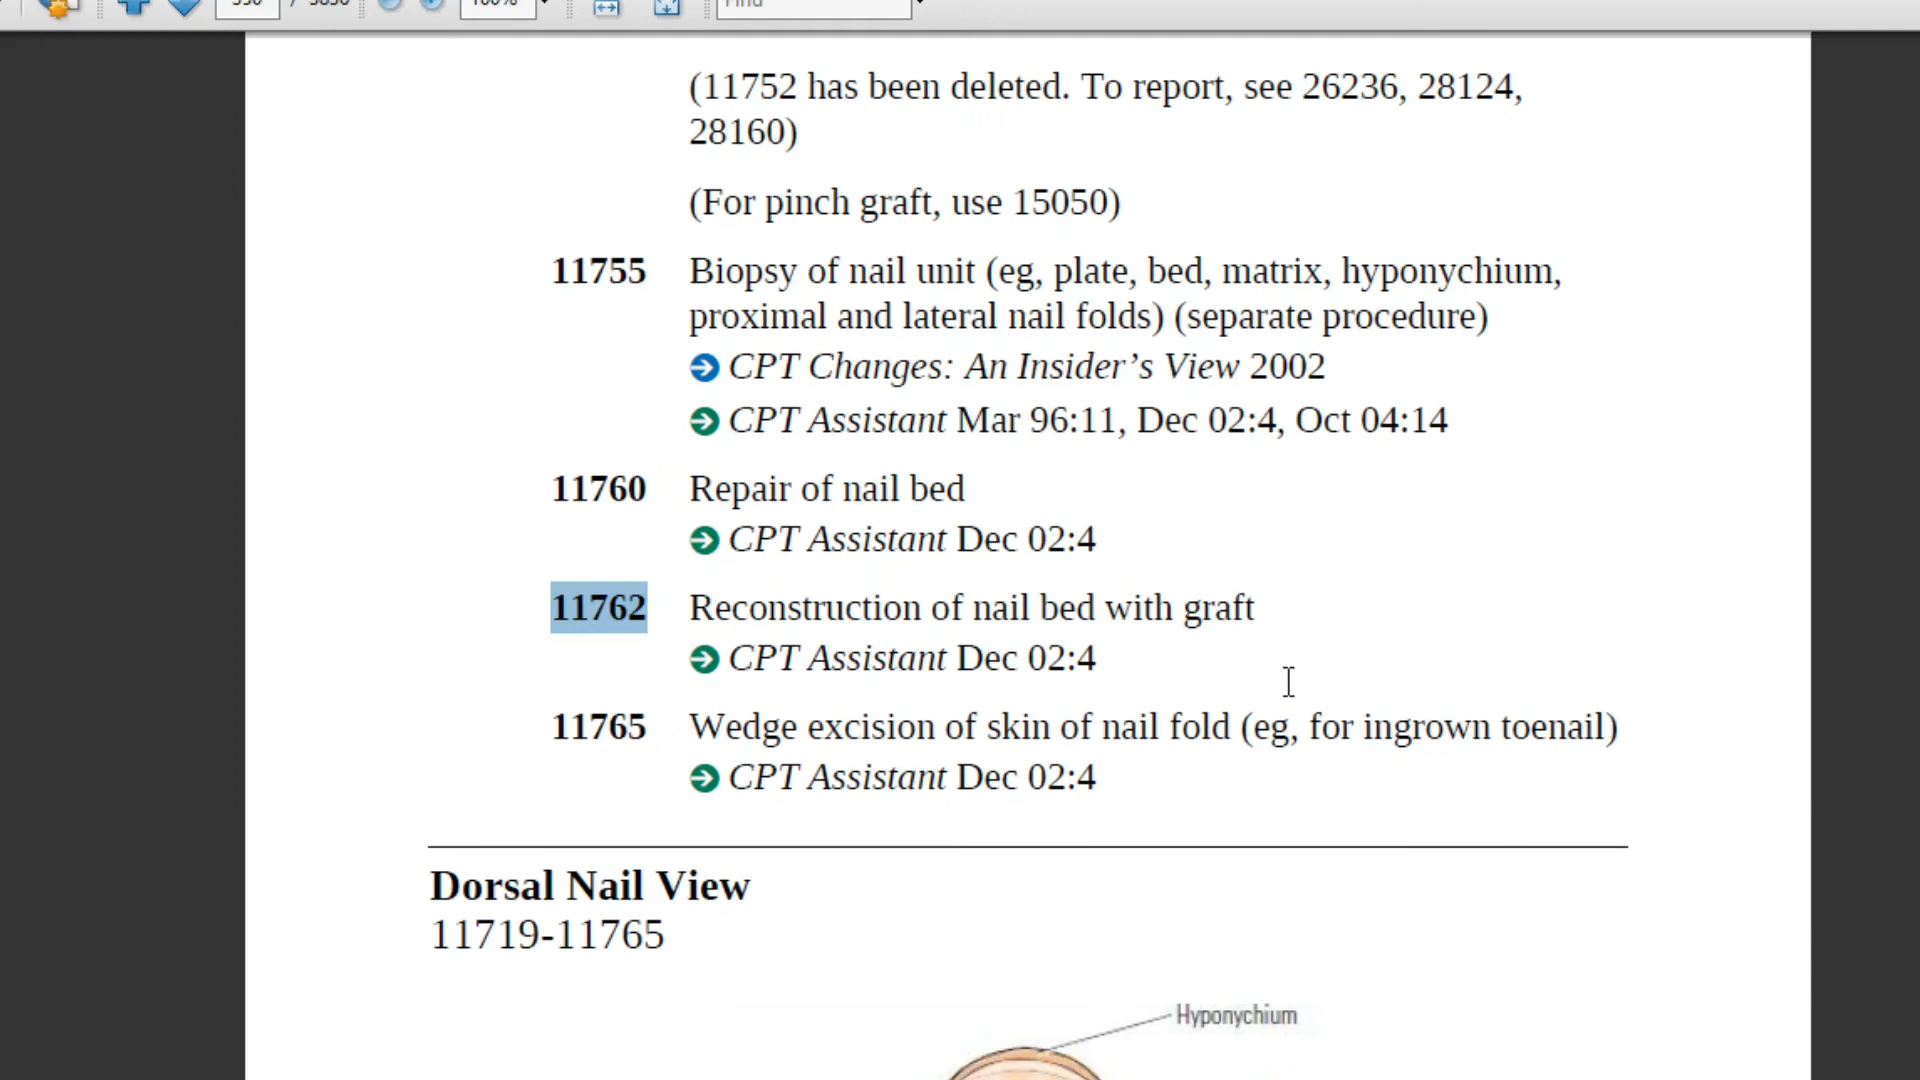 100%
(11752 has been deleted. To report, see 26236, 28124,
28160)
(For pinch graft, use 15050)
11755 Biopsy of nail unit (eg, plate, bed, matrix, hyponychium,
proximal and lateral nail folds) (separate procedure)
CPT Changes: An Insider’s View 2002
CPT Assistant Mar 96:11, Dec 02:4, Oct 04:14
11760 Repair of nail bed
CPT Assistant Dec 02:4
11762 Reconstruction of nail bed with graft
CPT Assistant Dec 02:4
11765 Wedge excision of skin of nail fold (eg, for ingrown toenail)
CPT Assistant Dec 02:4
Dorsal Nail View
11719-11765
Hyponychium